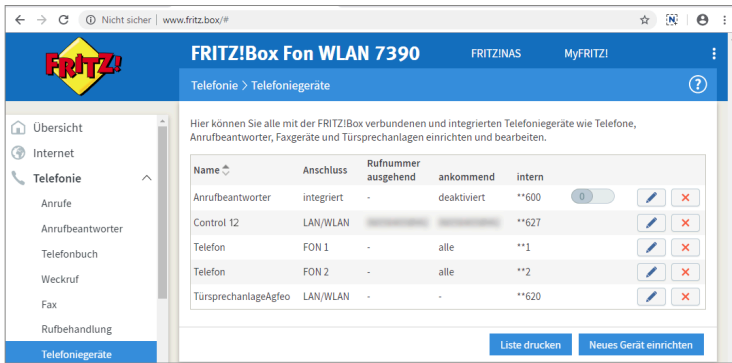 Nicht sicher | www.fritz.box/#
FRITZ!
FRITZ!Box Fon WLAN 7390
FRITZ!NAS
MyFRITZ!
Telefonie > Telefoniegeräte
?
Übersicht
Internet
Telefonie
Anrufe
Anrufbeantworter
Telefonbuch
Weckruf
Fax
Rufbehandlung
Telefoniegeräte
Hier können Sie alle mit der FRITZ!Box verbundenen und integrierten Telefoniegeräte wie Telefone,
Anrufbeantworter, Faxgeräte und Türsprechanlagen einrichten und bearbeiten.
Name Anschluss Rufnummer
ausgehend ankommend intern
Anrufbeantworter integriert - deaktiviert **600 0
Control 12 LAN/WLAN **627
Telefon FON 1 - alle **1
Telefon FON 2 - alle **2
TürsprechanlageAgfeo LAN/WLAN - - **620
Liste drucken
Neues Gerät einrichten